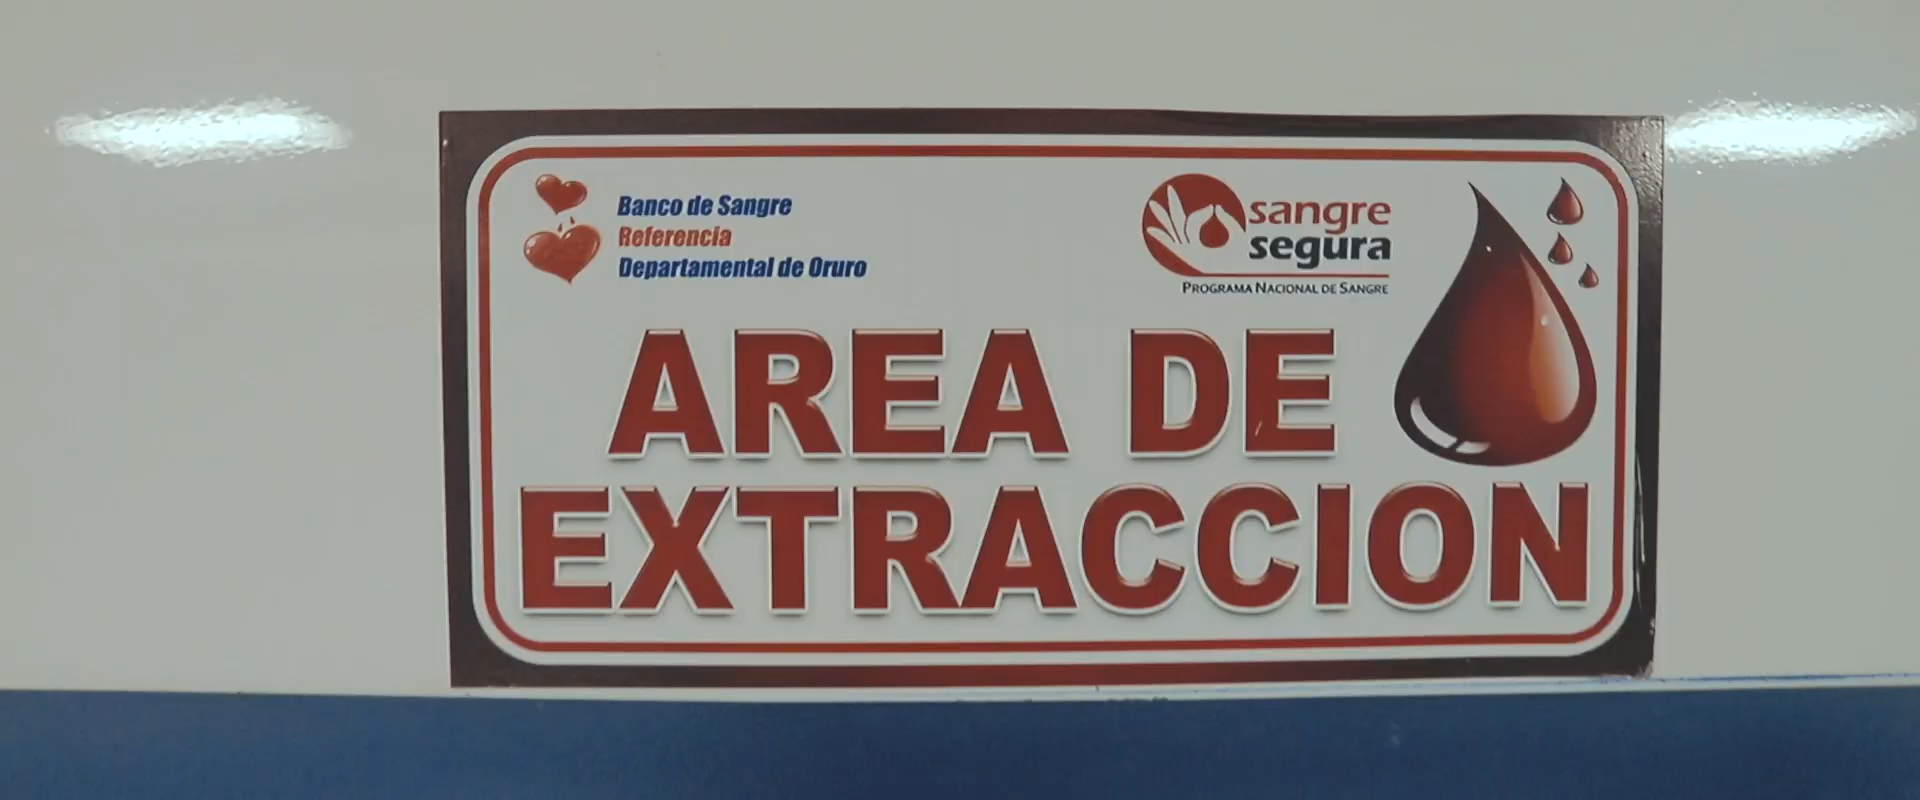 Banco de Sangre
Referencia
Departamental de Oruro
sangre
segura
PROGRAMA NACIONAL DE SANGRE
AREA DE
EXTRACCION